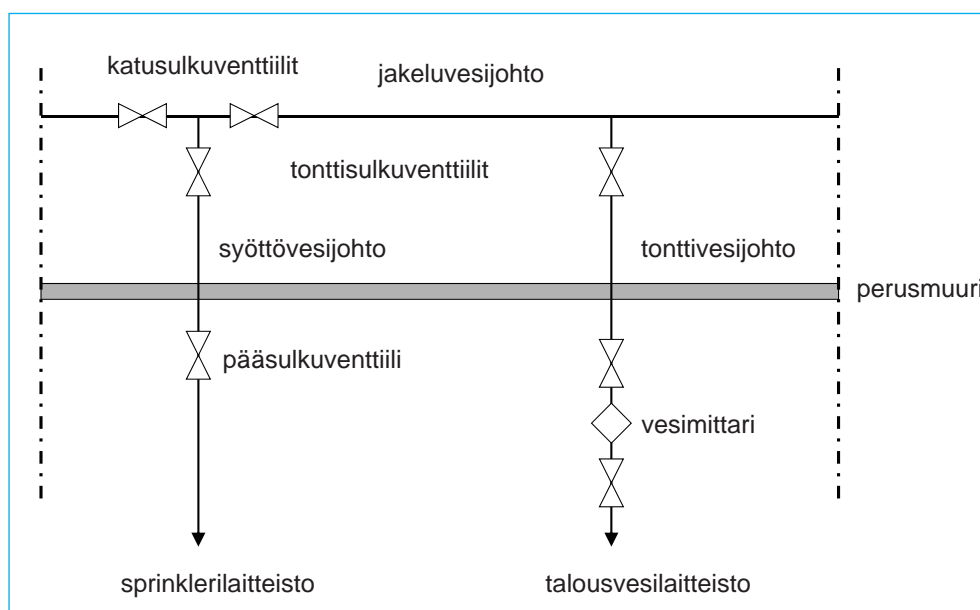 katusulkuventtiilit
jakeluvesijohto
tonttisulkuventtiilit
syöttövesijohto
tonttivesijohto
perusmuuri
pääsulkuventtiili
vesimittari
sprinklerilaitteisto
talousvesilaitteisto